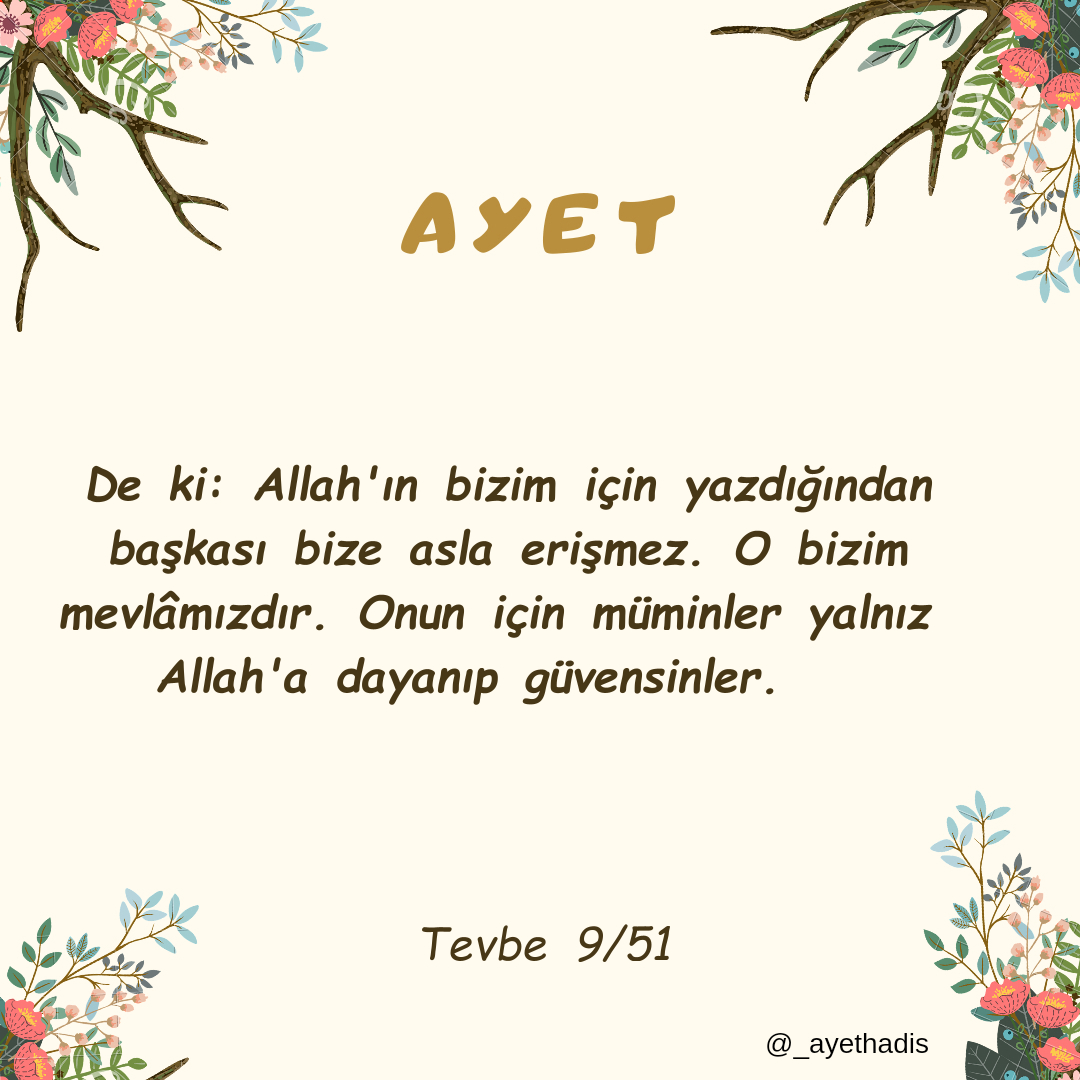 AYET
De ki: Allah'ın bizim için yazdığından
başkası bize asla erişmez. O bizim
mevlâmızdır. Onun için müminler yalnız
Allah'a dayanıp güvensinler.
Tevbe 9/51
@_ayethadis